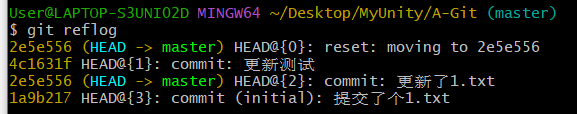 User@LAPTOP-S3UNIO2D MINGW64 ~/Desktop/MyUnity/A-Git (master)
$ git reflog
2e5e556 (HEAD -> master) HEAD@{0}: reset: moving to 2e5e556
4c1631f HEAD@{1}: commit: 更新测试
2e5e556 (HEAD -> master) HEAD@{2}: commit: 更新了1.txt
1a9b217 HEAD@{3}: commit (initial): 提交了个1.txt